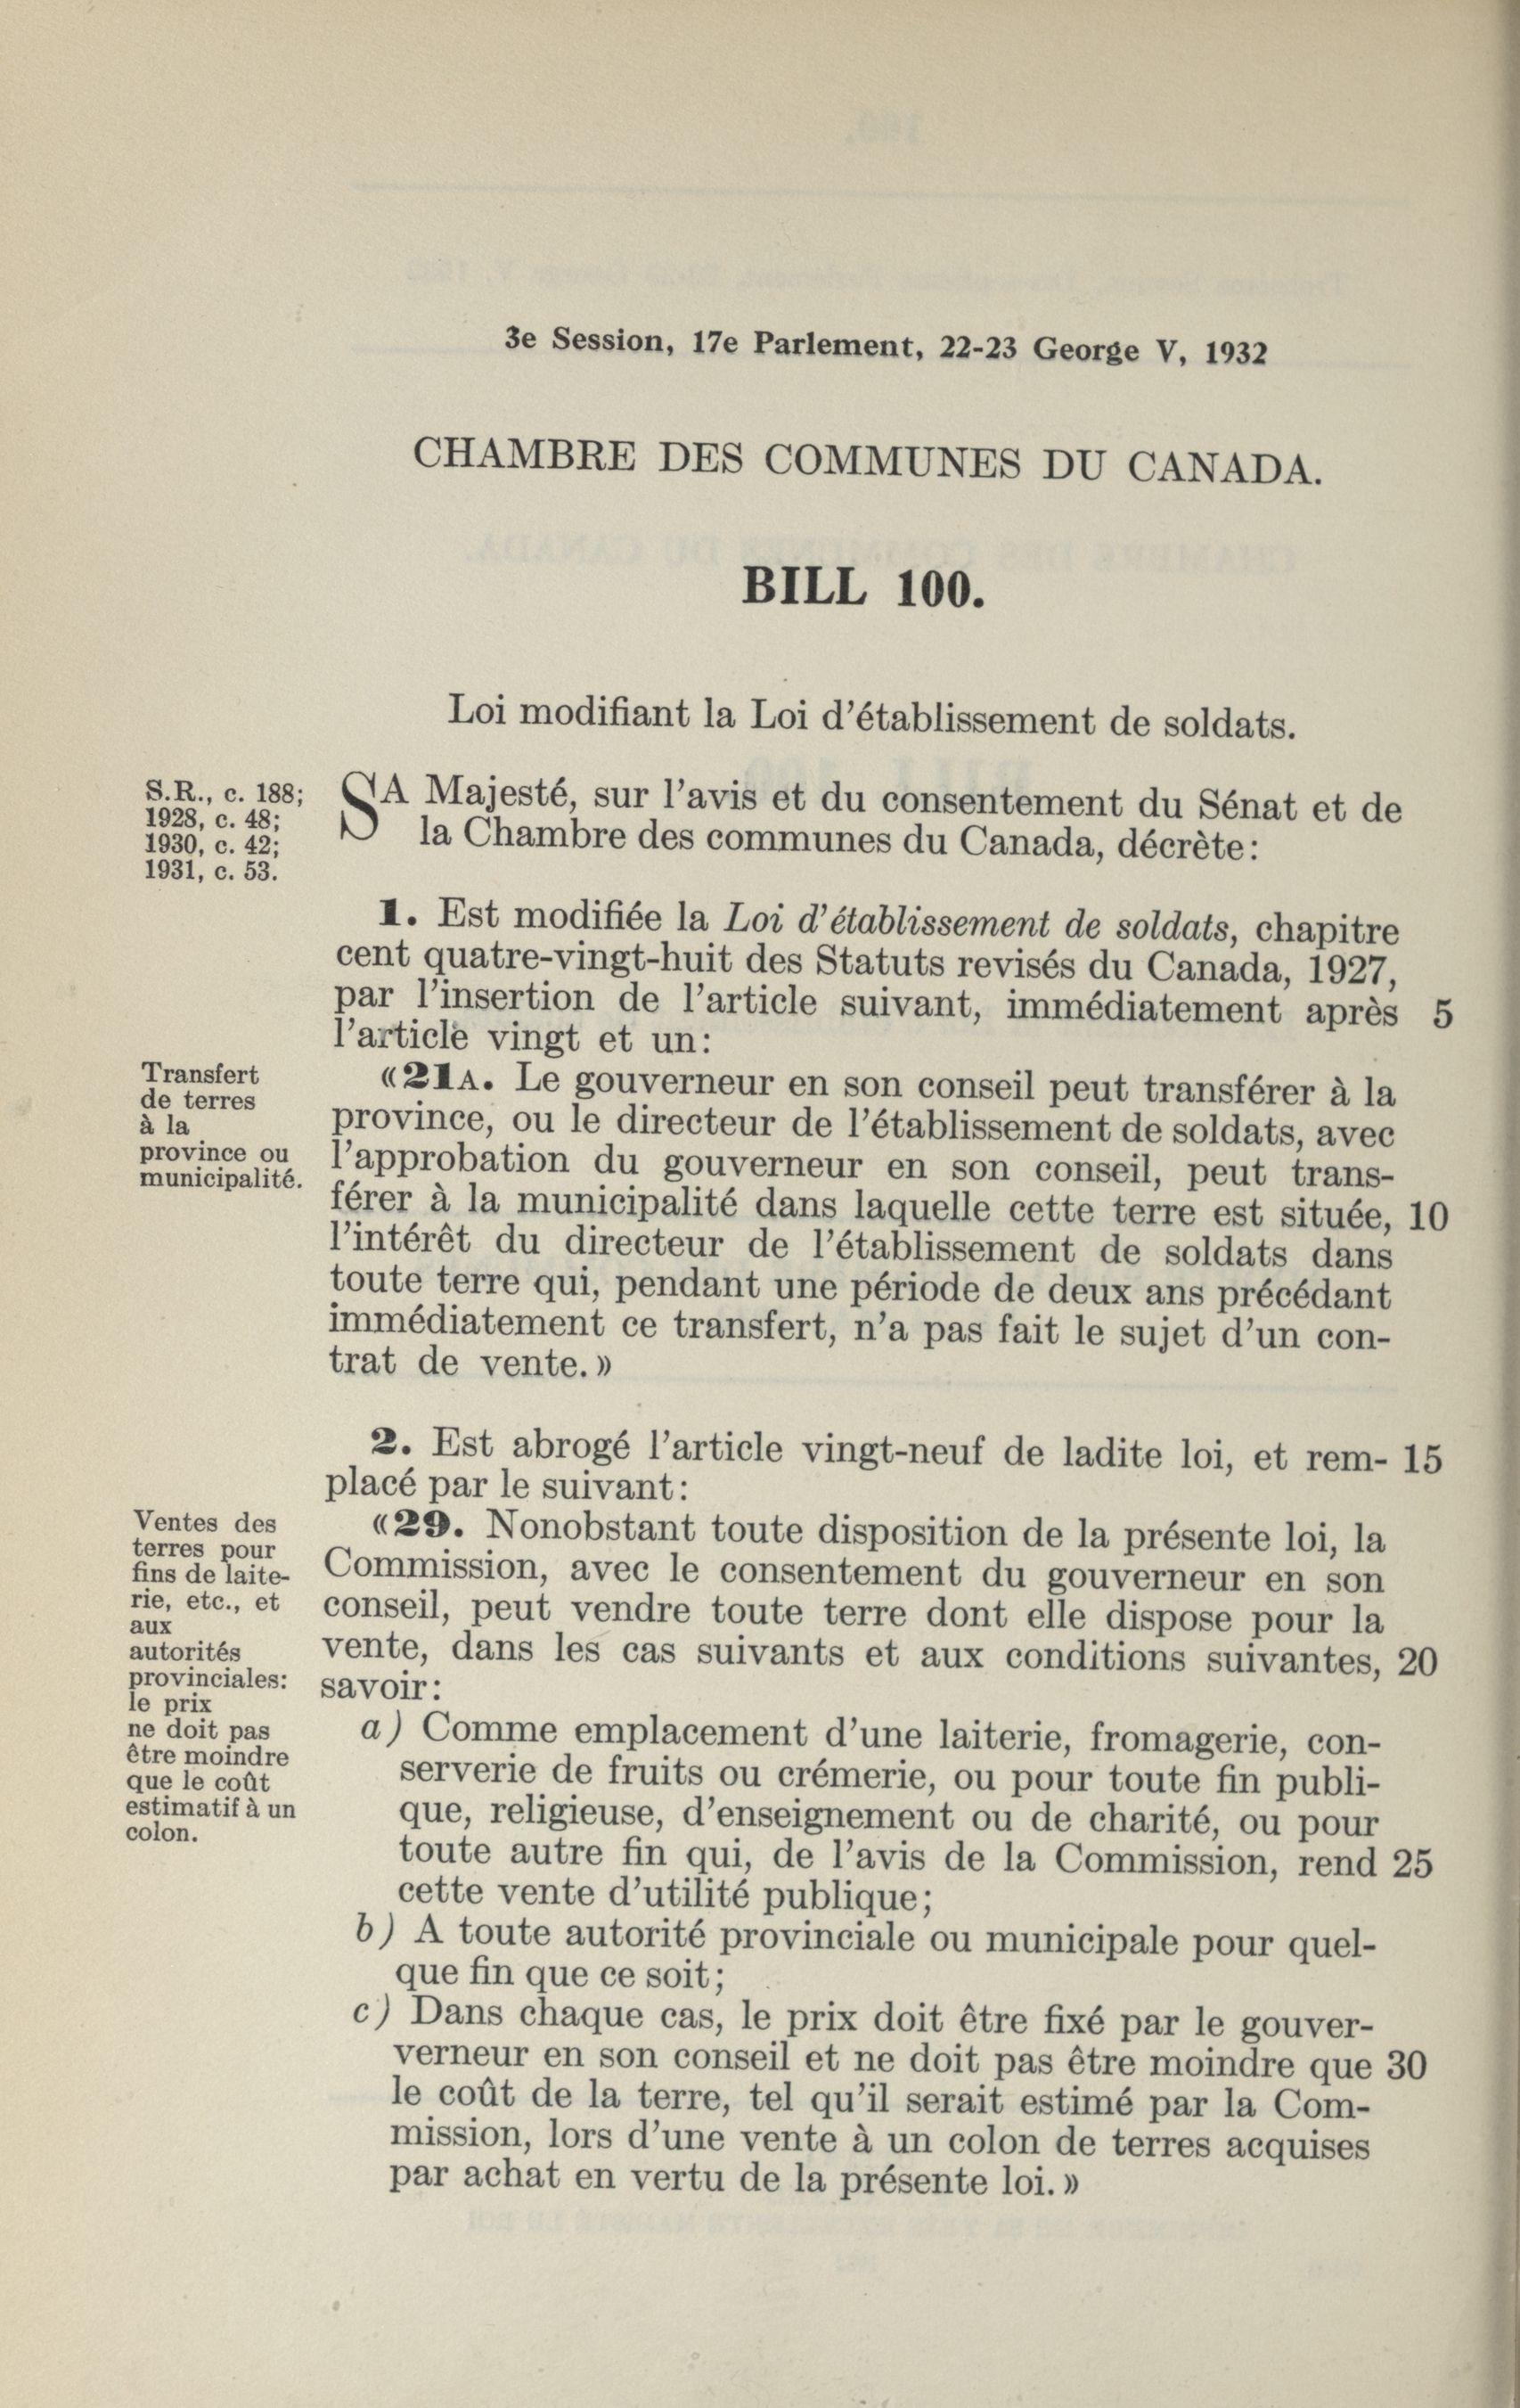 3e Session, 17e Parlement, 22-23 George V, 1932
CHAMBRE DES COMMUNES DU CANADA.
BILL 100.
Loi modifiant la Loi d'établissement de soldats.
S.R., c. 188;
1928, c. 48;
1930, c. 42;
1931, c. 53.
SA Majesté, sur l'avis et du consentement du Sénat et de
la Chambre des communes du Canada, décrète:
1. Est modifiée la Loi d'établissement de soldats, chapitre
cent quatre-vingt-huit des Statuts revisés du Canada, 1927,
par l'insertion de l'article suivant, immédiatement après 5
l'article vingt et un:
Transfert
de terres
à la
province ou
municipalité.
«21A. Le gouverneur en son conseil peut transférer à la
province, ou le directeur de l'établissement de soldats, avec
l'approbation du gouverneur en son conseil, peut trans-
férer à la municipalité dans laquelle cette terre est située, 10
l'intérêt du directeur de l'établissement de soldats dans
toute terre qui, pendant une période de deux ans précédant
immédiatement ce transfert, n'a pas fait le sujet d'un con-
trat de vente.»
2. Est abrogé l'article vingt-neuf de ladite loi, et rem- 15
placé par le suivant:
Ventes des
terres pour
fins de laite-
rie, etc., et
aux
autorités
provinciales:
le prix
ne doit pas
être moindre
que le coût
estimatif à un
colon.
«29. Nonobstant toute disposition de la présente loi, la
Commission, avec le consentement du gouverneur en son
conseil, peut vendre toute terre dont elle dispose pour la
vente, dans les cas suivants et aux conditions suivantes, 20
savoir:
a) Comme emplacement d'une laiterie, fromagerie, con-
serverie de fruits ou crémerie, ou pour toute fin publi-
que, religieuse, d'enseignement ou de charité, ou pour
toute autre fin qui, de l'avis de la Commission, rend 25
cette vente d'utilité publique;
b) A toute autorité provinciale ou municipale pour quel-
que fin que ce soit;
c) Dans chaque cas, le prix doit être fixé par le gouver-
verneur en son conseil et ne doit pas être moindre que 30
le coût de la terre, tel qu'il serait estimé par la Com-
mission, lors d'une vente à un colon de terres acquises
par achat en vertu de la présente loi.»